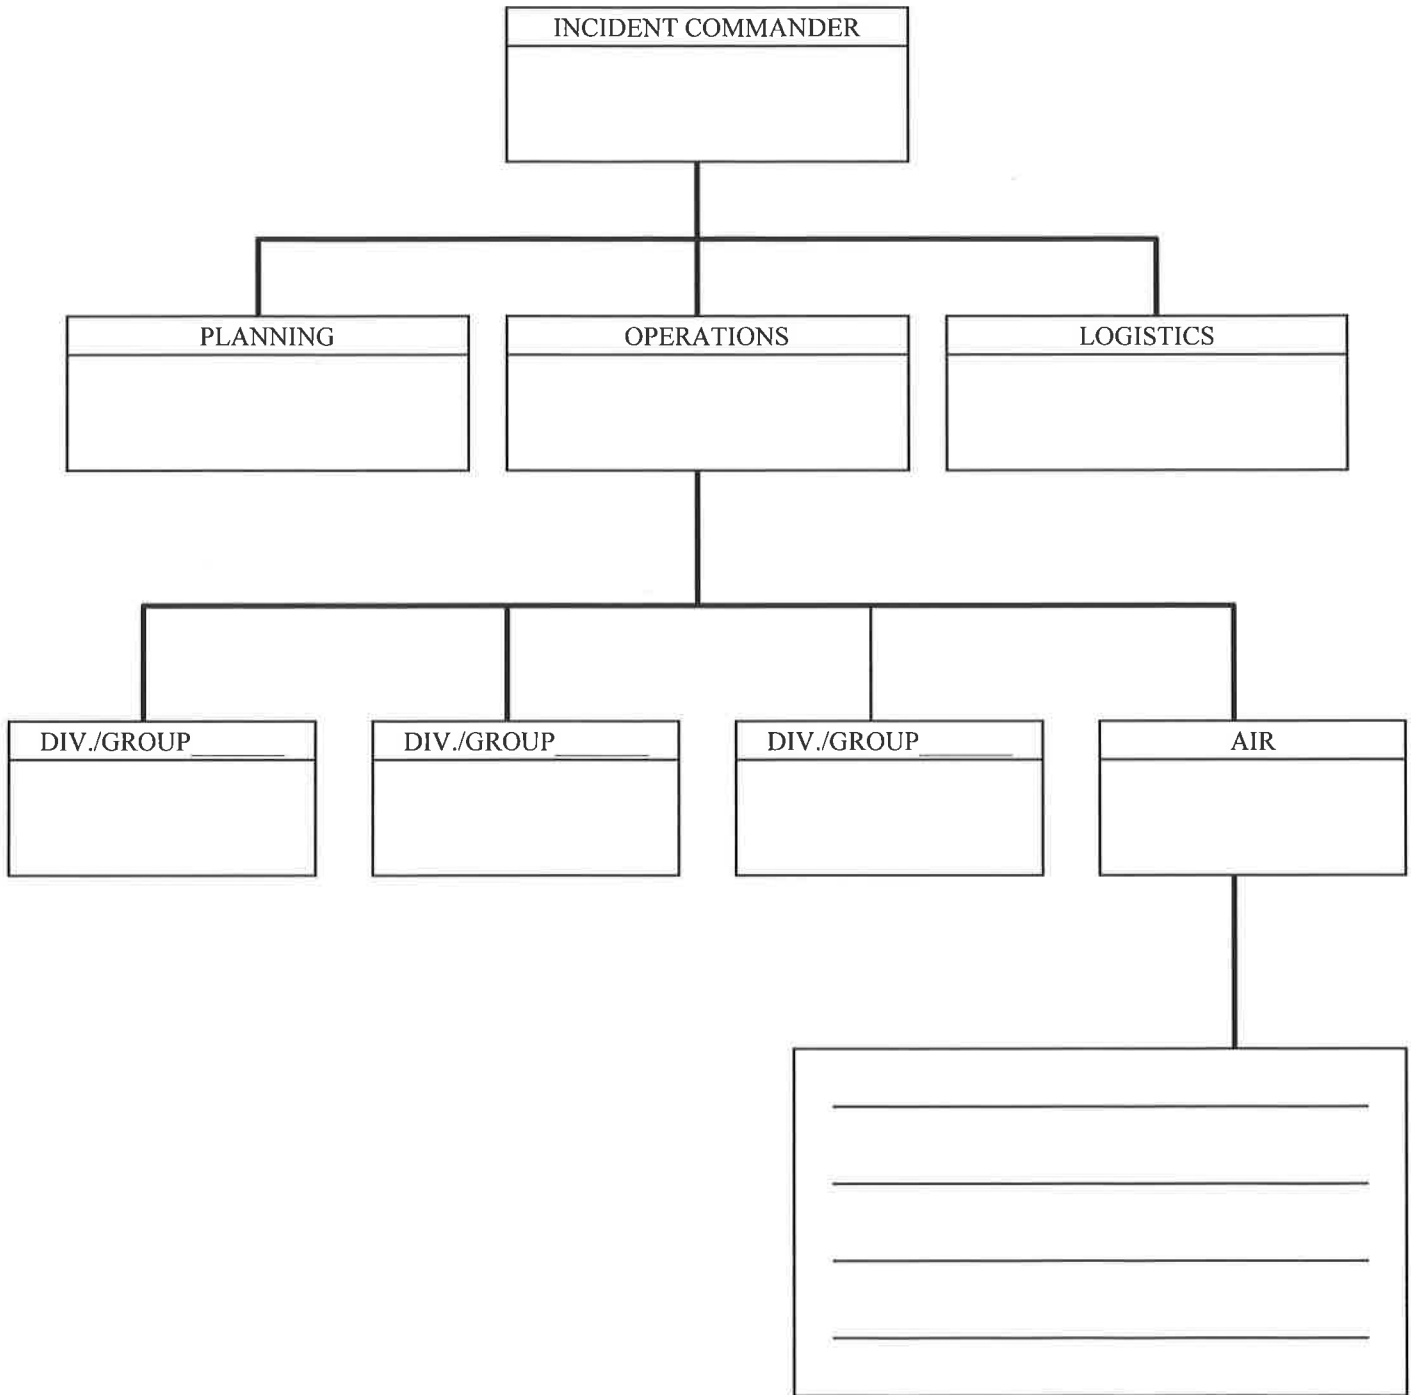 INCIDENT COMMANDER
PLANNING
OPERATIONS
LOGISTICS
DIV./GROUP_______
DIV./GROUP_______
DIV./GROUP_______
AIR